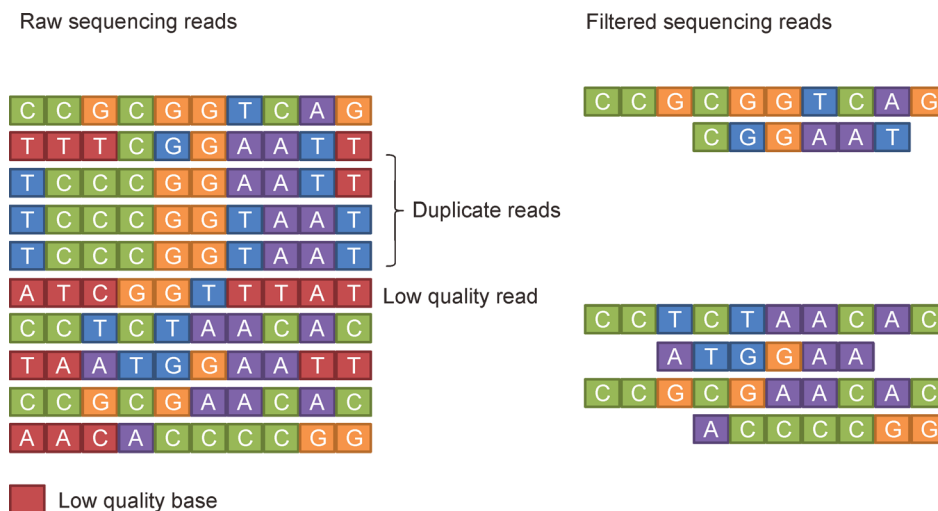 Raw sequencing reads
Filtered sequencing reads
C C G C G G T C A G
T T T C G G A A T T
T C C C G G A A T T
T C C C G G T A A T
T C C C G G T A A T
Duplicate reads
A T C G G T T T A T
Low quality read
C C T C T A A C A C
T A A T G G A A T T
C C G C G A A C A C
A A C A C C C C G G
Low quality base
C C G C G G T C A G
C G G A A T
C C T C T A A C A C
A T G G A A
C C G C G A A C A C
A C C C C G G